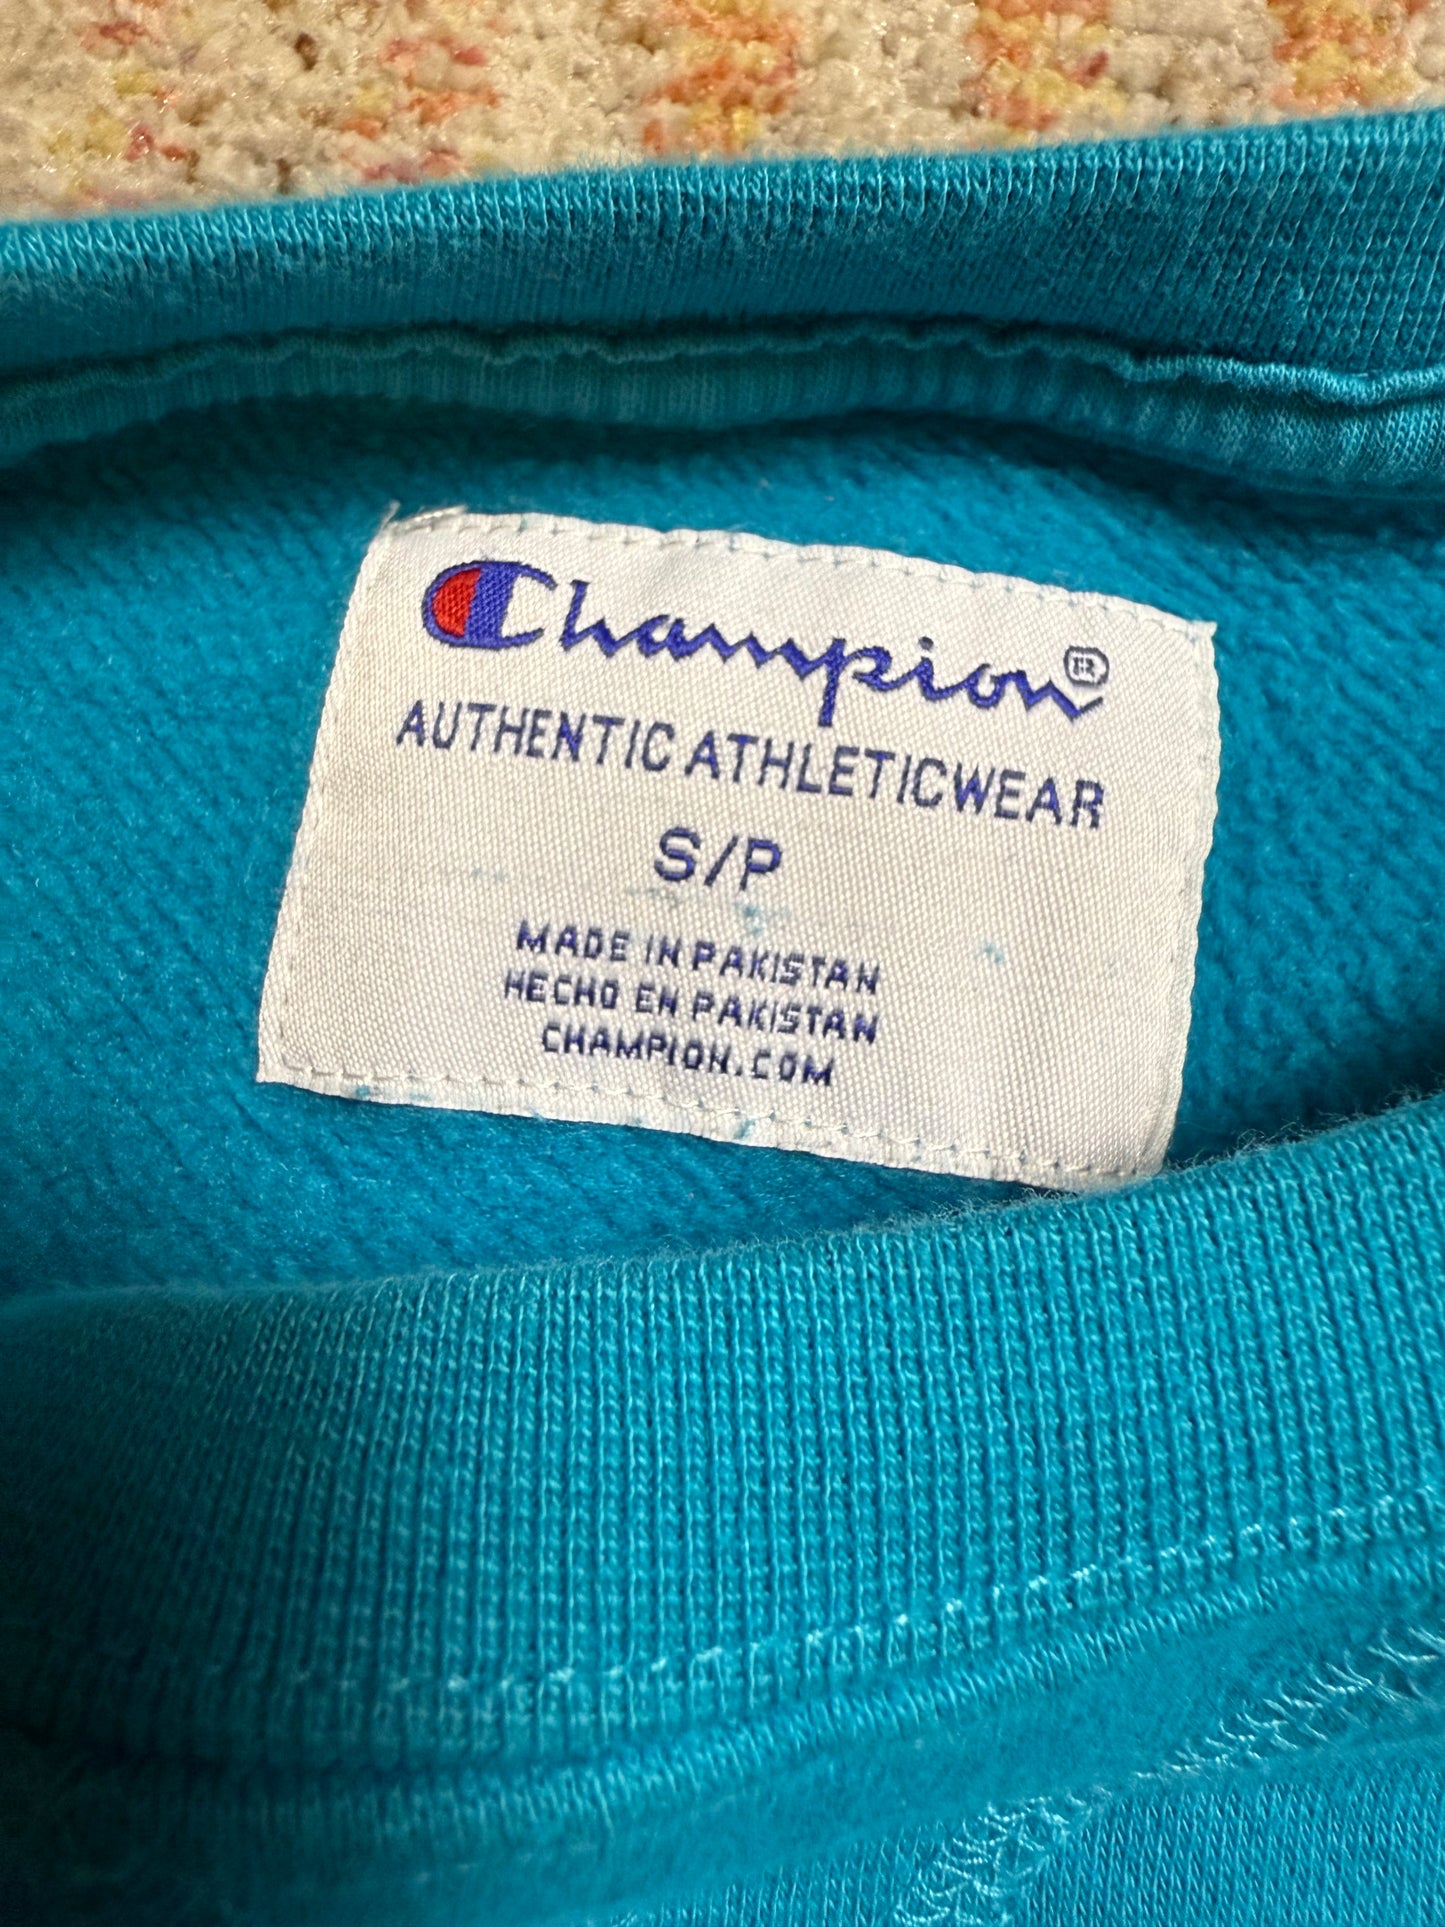 Champion®
AUTHENTIC ATHLETICWEAR
S/P
MADE IN PAKISTAN
HECHO EN PAKISTAN
CHAMPION.COM